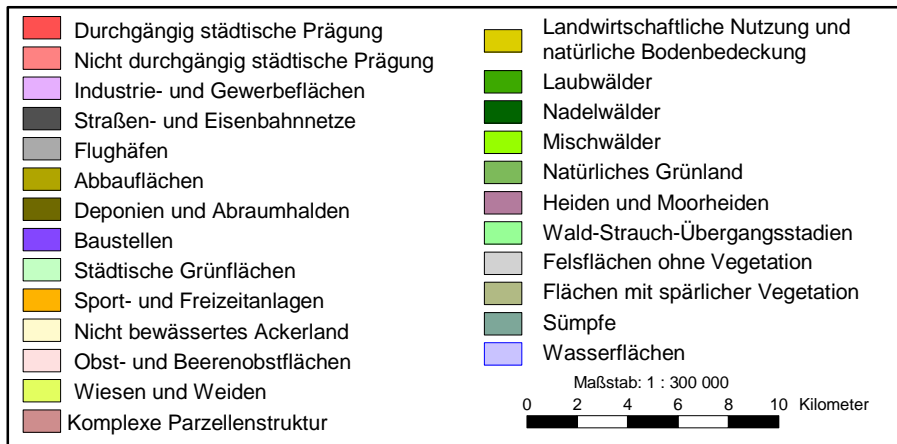 Durchgängig städtische Prägung
Nicht durchgängig städtische Prägung
Industrie- und Gewerbeflächen
Straßen- und Eisenbahnnetze
Flughäfen
Abbauflächen
Deponien und Abraumhalden
Baustellen
Städtische Grünflächen
Sport- und Freizeitanlagen
Nicht bewässertes Ackerland
Obst- und Beerenobstflächen
Wiesen und Weiden
Komplexe Parzellenstruktur
Landwirtschaftliche Nutzung und
natürliche Bodenbedeckung
Laubwälder
Nadelwälder
Mischwälder
Natürliches Grünland
Heiden und Moorheiden
Wald-Strauch-Übergangsstadien
Felsflächen ohne Vegetation
Flächen mit spärlicher Vegetation
Sümpfe
Wasserflächen
Maßstab: 1 : 300 000
0 2 4 6 8 10 Kilometer